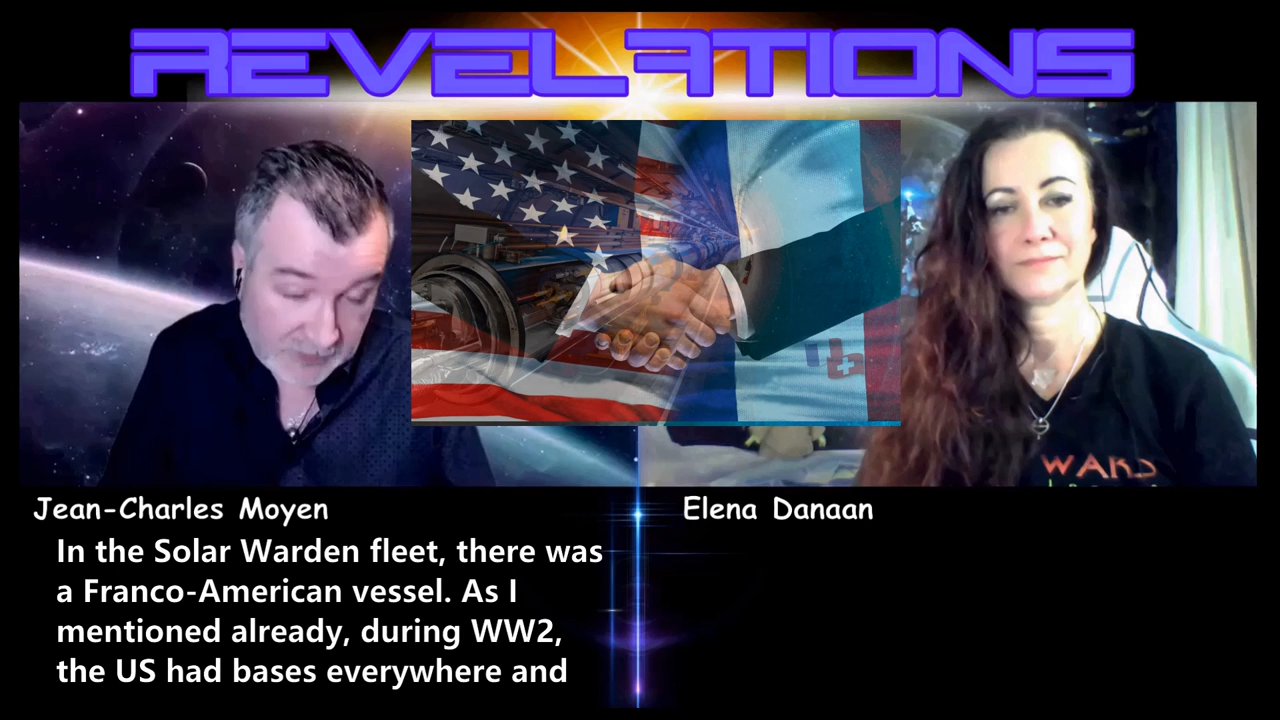 REVELATIONS
WARD
Jean-Charles Moyen
Elena Danaan
In the Solar Warden fleet, there was
a Franco-American vessel. As I
mentioned already, during WW2,
the US had bases everywhere and